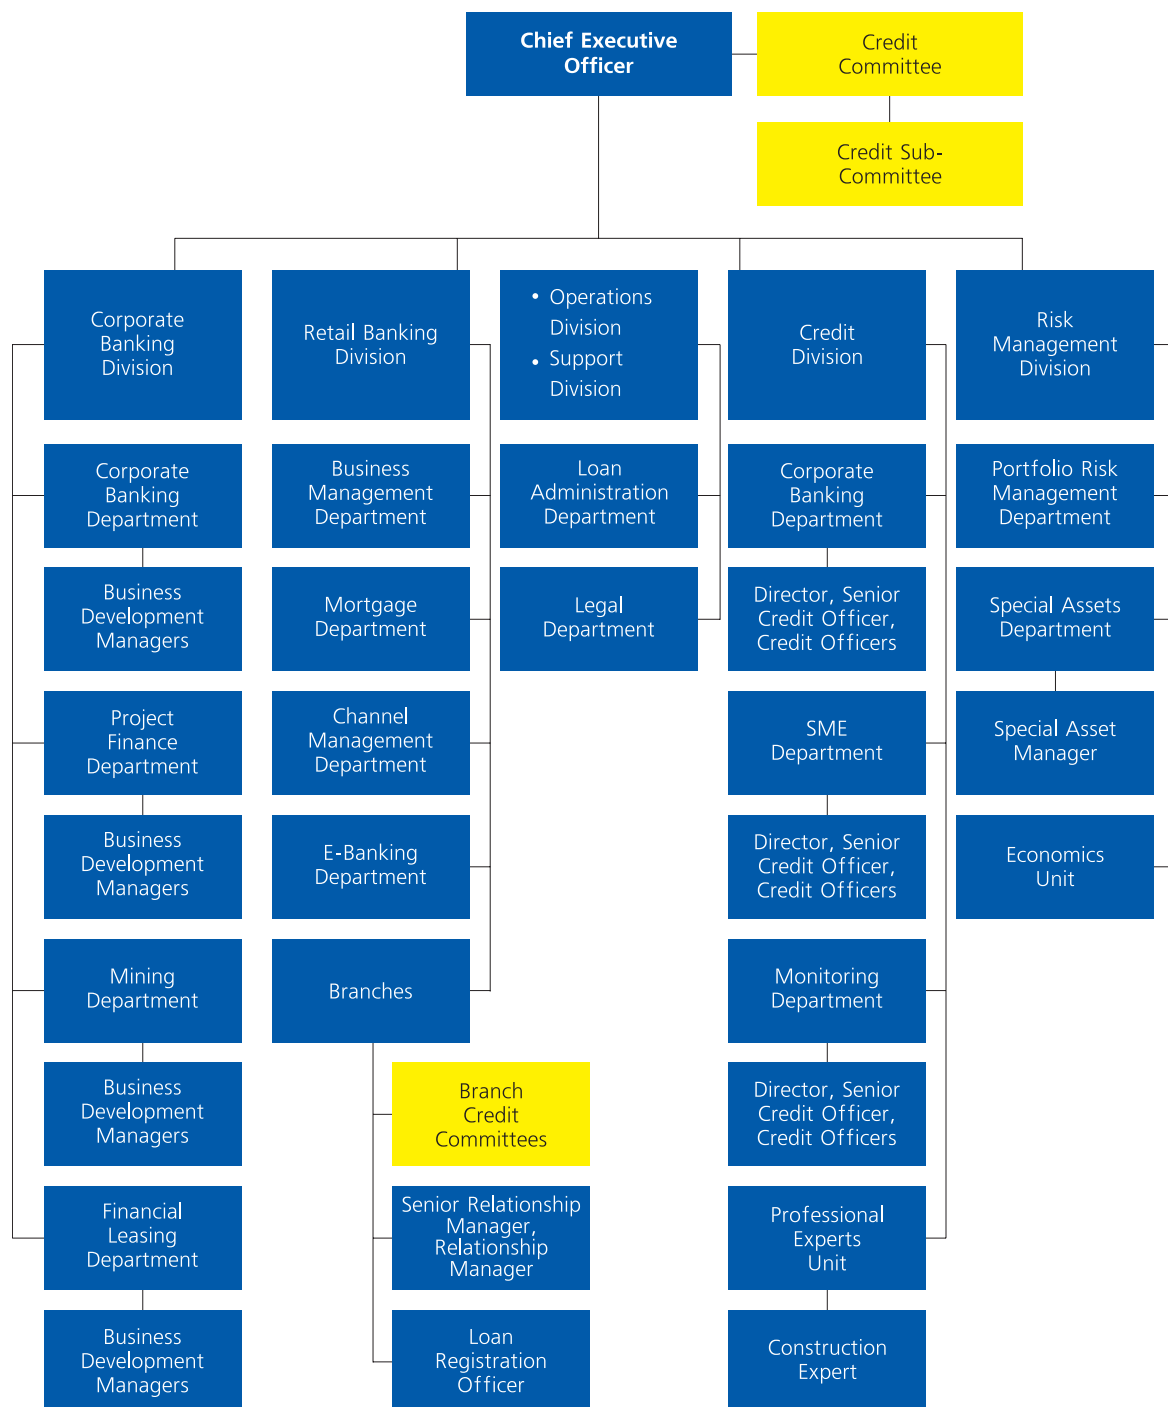 Chief Executive
Officer
Credit
Committee
Credit Sub-
Committee
Corporate
Banking
Division
Retail Banking
Division
• Operations
Division
• Support
Division
Credit
Division
Risk
Management
Division
Corporate
Banking
Department
Business
Management
Department
Loan
Administration
Department
Corporate
Banking
Department
Portfolio Risk
Management
Department
Business
Development
Managers
Mortgage
Department
Legal
Department
Director, Senior
Credit Officer,
Credit Officers
Special Assets
Department
Project
Finance
Department
Channel
Management
Department
SME
Department
Special Asset
Manager
Business
Development
Managers
E-Banking
Department
Director, Senior
Credit Officer,
Credit Officers
Economics
Unit
Mining
Department
Branches
Monitoring
Department
Business
Development
Managers
Branch
Credit
Committees
Director, Senior
Credit Officer,
Credit Officers
Financial
Leasing
Department
Senior Relationship
Manager,
Relationship
Manager
Professional
Experts
Unit
Business
Development
Managers
Loan
Registration
Officer
Construction
Expert